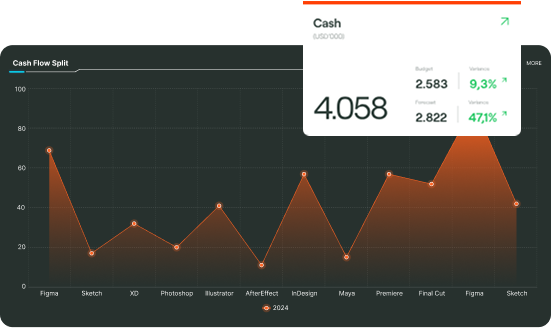 Cash
(USD'000)
Budget
Variance
2.583
9,3%
4.058
Forecast
Variance
2.822
47,1%
Cash Flow Split
MORE
100
80
60
40
20
0
Figma
Sketch
XD
Photoshop
Illustrator
AfterEffect
InDesign
Maya
Premiere
Final Cut
Figma
Sketch
2024